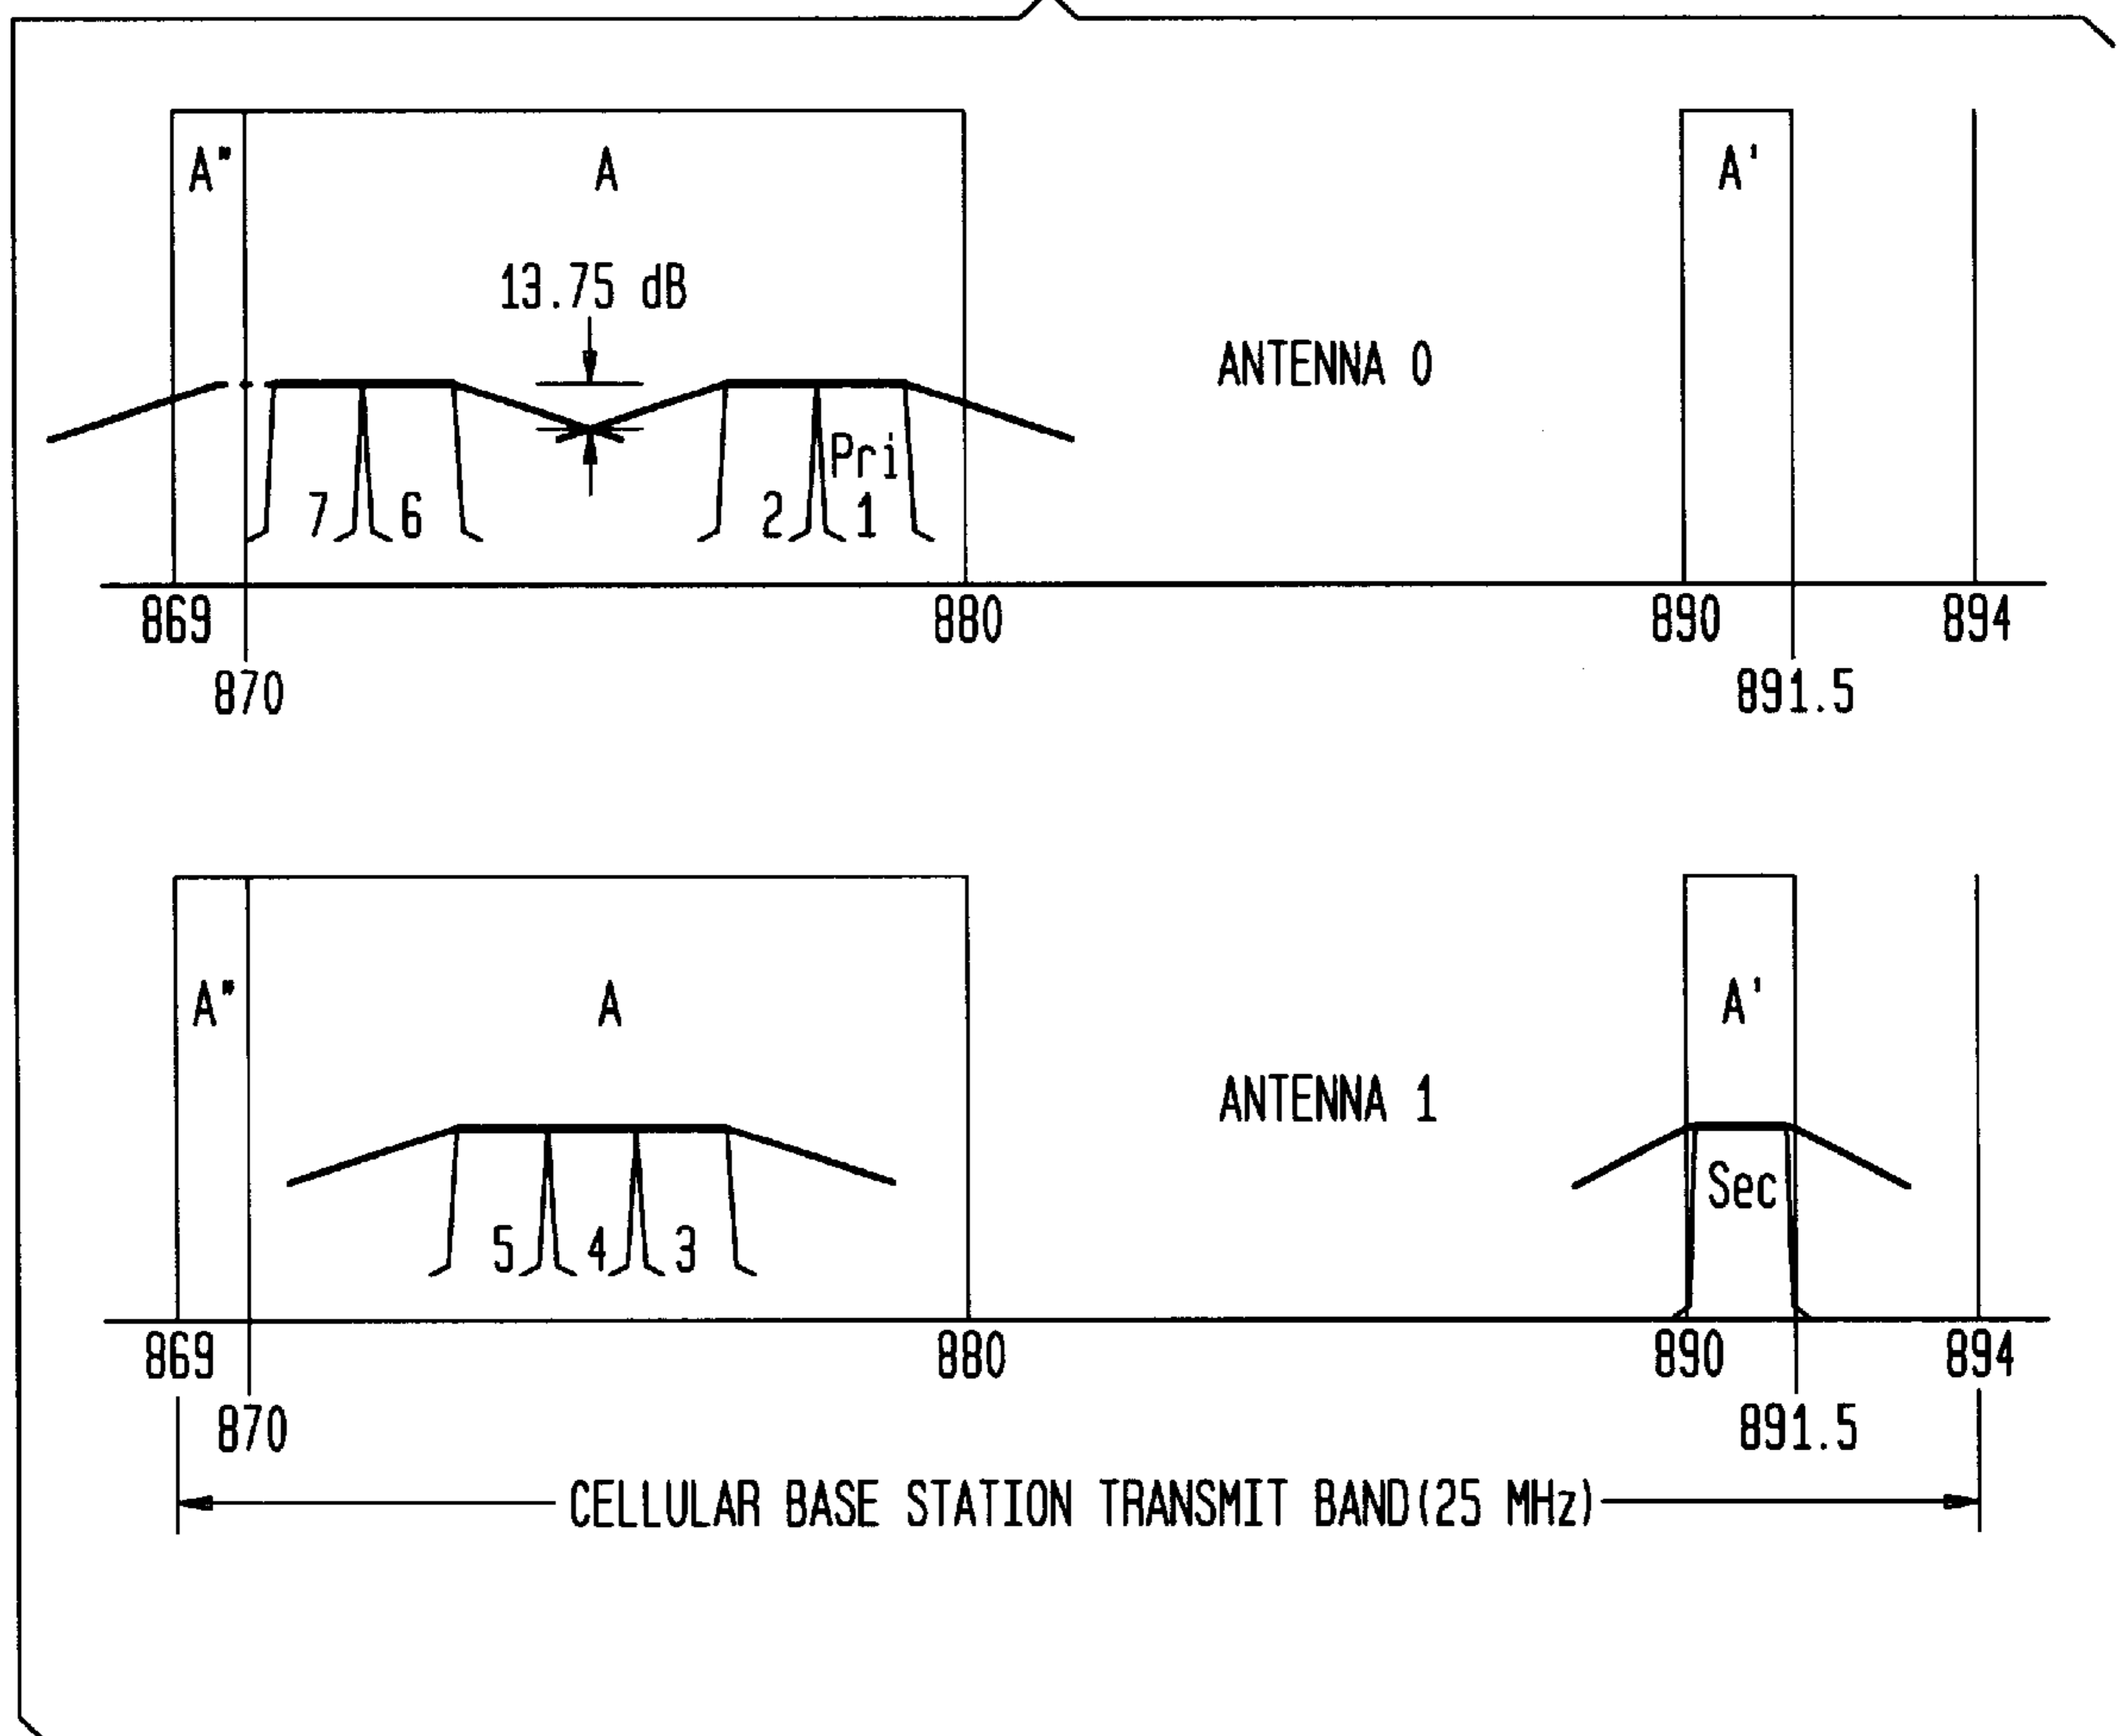 A" A A'
13.75 dB
ANTENNA 0
Pri
7 6 2 1
869 880 890 894
870 891.5
A" A A'
ANTENNA 1
Sec
5 4 3
869 880 890 894
870 891.5
CELLULAR BASE STATION TRANSMIT BAND(25 MHz)